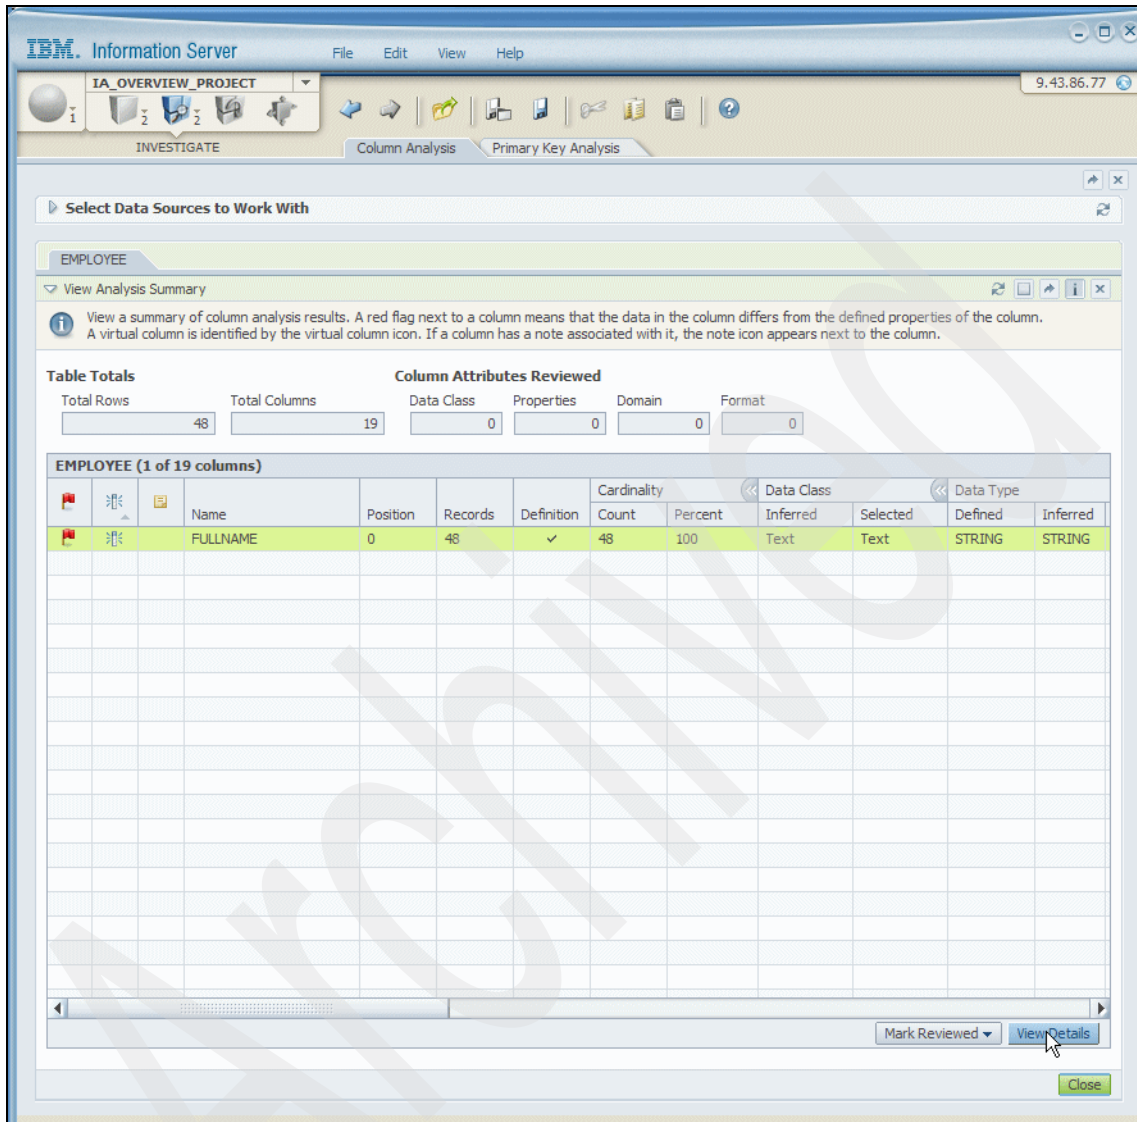 IBM. Information Server File Edit View Help
IA_OVERVIEW_PROJECT 9.43.86.77
1 2 2
INVESTIGATE Column Analysis Primary Key Analysis
Select Data Sources to Work With
EMPLOYEE
View Analysis Summary
View a summary of column analysis results. A red flag next to a column means that the data in the column differs from the defined properties of the column.
A virtual column is identified by the virtual column icon. If a column has a note associated with it, the note icon appears next to the column.
Table Totals Column Attributes Reviewed
Total Rows Total Columns Data Class Properties Domain Format
48 19 0 0 0 0
EMPLOYEE (1 of 19 columns)
Cardinality Data Class Data Type
Name Position Records Definition Count Percent Inferred Selected Defined Inferred
FULLNAME 0 48 48 100 Text Text STRING STRING
Mark Reviewed View Details
Close
Archived